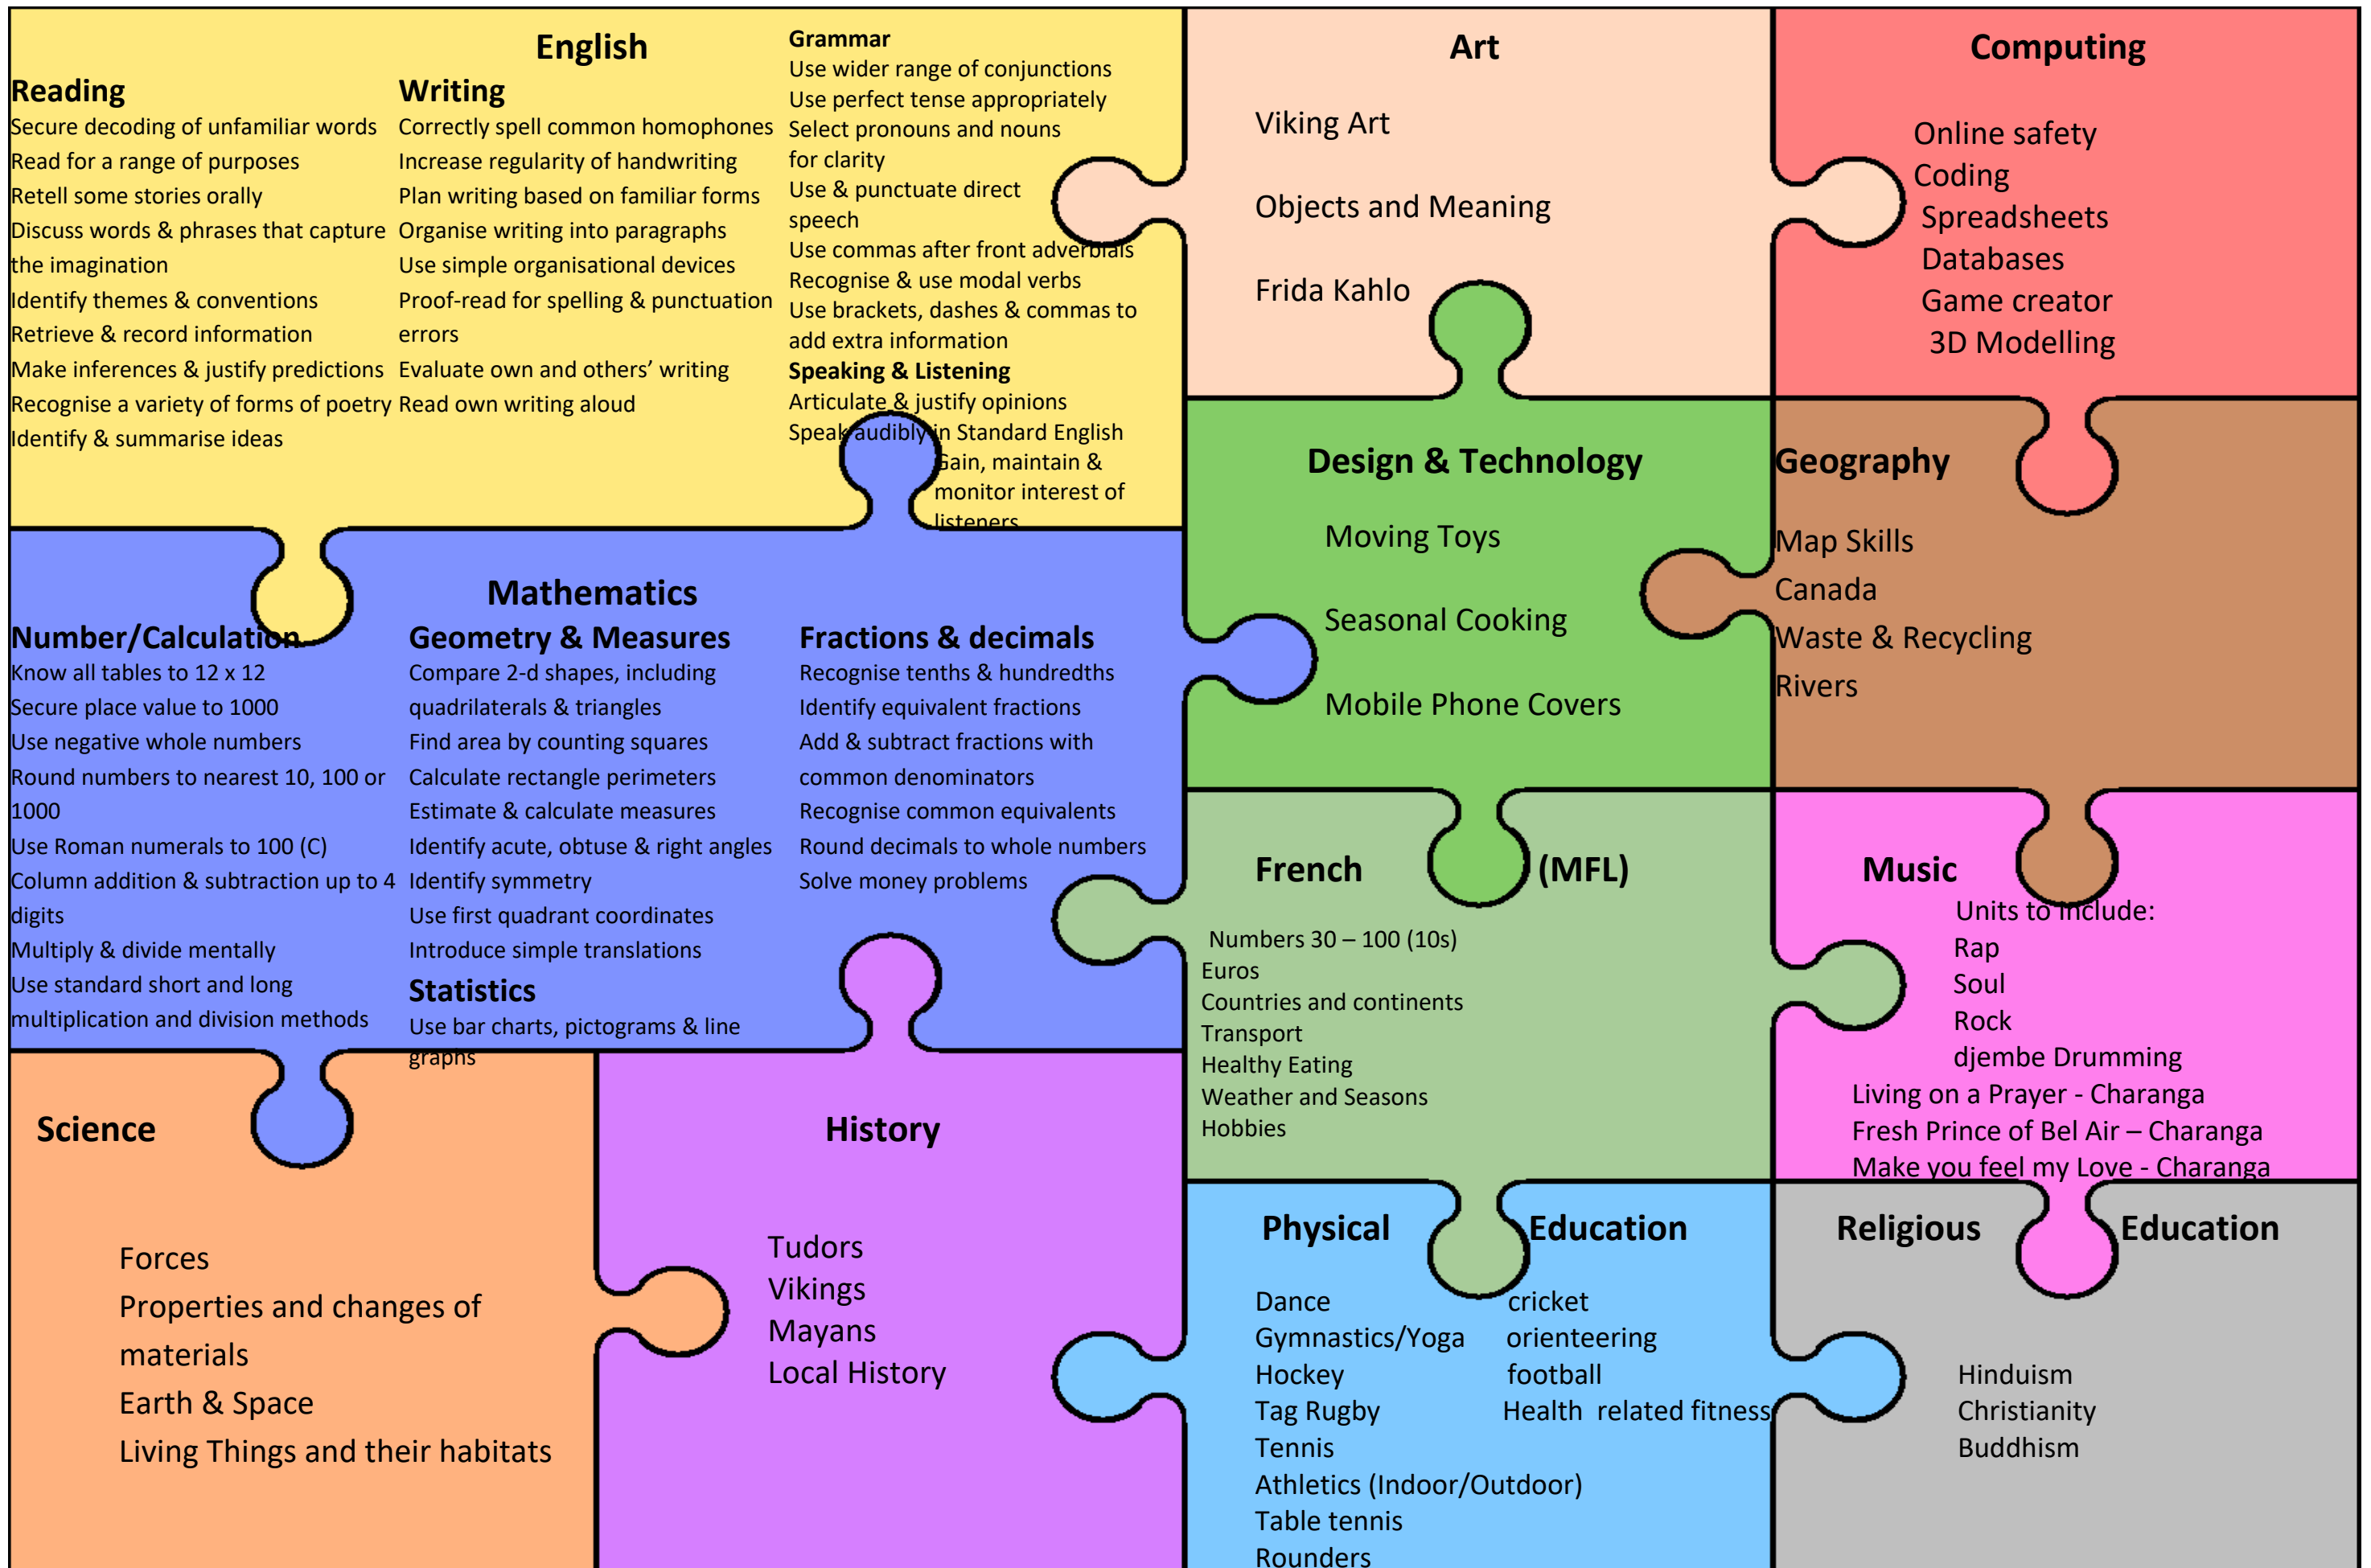 English
Reading
Secure decoding of unfamiliar words
Read for a range of purposes
Retell some stories orally
Discuss words & phrases that capture
the imagination
Identify themes & conventions
Retrieve & record information
Make inferences & justify predictions
Recognise a variety of forms of poetry
Identify & summarise ideas
Writing
Correctly spell common homophones
Increase regularity of handwriting
Plan writing based on familiar forms
Organise writing into paragraphs
Use simple organisational devices
Proof-read for spelling & punctuation
errors
Evaluate own and others’ writing
Read own writing aloud
Grammar
Use wider range of conjunctions
Use perfect tense appropriately
Select pronouns and nouns
for clarity
Use & punctuate direct
speech
Use commas after front adverbials
Recognise & use modal verbs
Use brackets, dashes & commas to
add extra information
Speaking & Listening
Articulate & justify opinions
Speak audibly in Standard English
Gain, maintain &
monitor interest of
listeners
Art
Viking Art
Objects and Meaning
Frida Kahlo
Computing
Online safety
Coding
Spreadsheets
Databases
Game creator
3D Modelling
Mathematics
Number/Calculation
Know all tables to 12 x 12
Secure place value to 1000
Use negative whole numbers
Round numbers to nearest 10, 100 or
1000
Use Roman numerals to 100 (C)
Column addition & subtraction up to 4
digits
Multiply & divide mentally
Use standard short and long
multiplication and division methods
Geometry & Measures
Compare 2-d shapes, including
quadrilaterals & triangles
Find area by counting squares
Calculate rectangle perimeters
Estimate & calculate measures
Identify acute, obtuse & right angles
Identify symmetry
Use first quadrant coordinates
Introduce simple translations
Statistics
Use bar charts, pictograms & line
graphs
Fractions & decimals
Recognise tenths & hundredths
Identify equivalent fractions
Add & subtract fractions with
common denominators
Recognise common equivalents
Round decimals to whole numbers
Solve money problems
Design & Technology
Moving Toys
Seasonal Cooking
Mobile Phone Covers
Geography
Map Skills
Canada
Waste & Recycling
Rivers
French (MFL)
Numbers 30 – 100 (10s)
Euros
Countries and continents
Transport
Healthy Eating
Weather and Seasons
Hobbies
Music
Units to include:
Rap
Soul
Rock
djembe Drumming
Living on a Prayer - Charanga
Fresh Prince of Bel Air – Charanga
Make you feel my Love - Charanga
Science
Forces
Properties and changes of
materials
Earth & Space
Living Things and their habitats
History
Tudors
Vikings
Mayans
Local History
Physical Education
Dance
Gymnastics/Yoga
Hockey
Tag Rugby
Tennis
Athletics (Indoor/Outdoor)
Table tennis
Rounders
cricket
orienteering
football
Health related fitness
Religious Education
Hinduism
Christianity
Buddhism